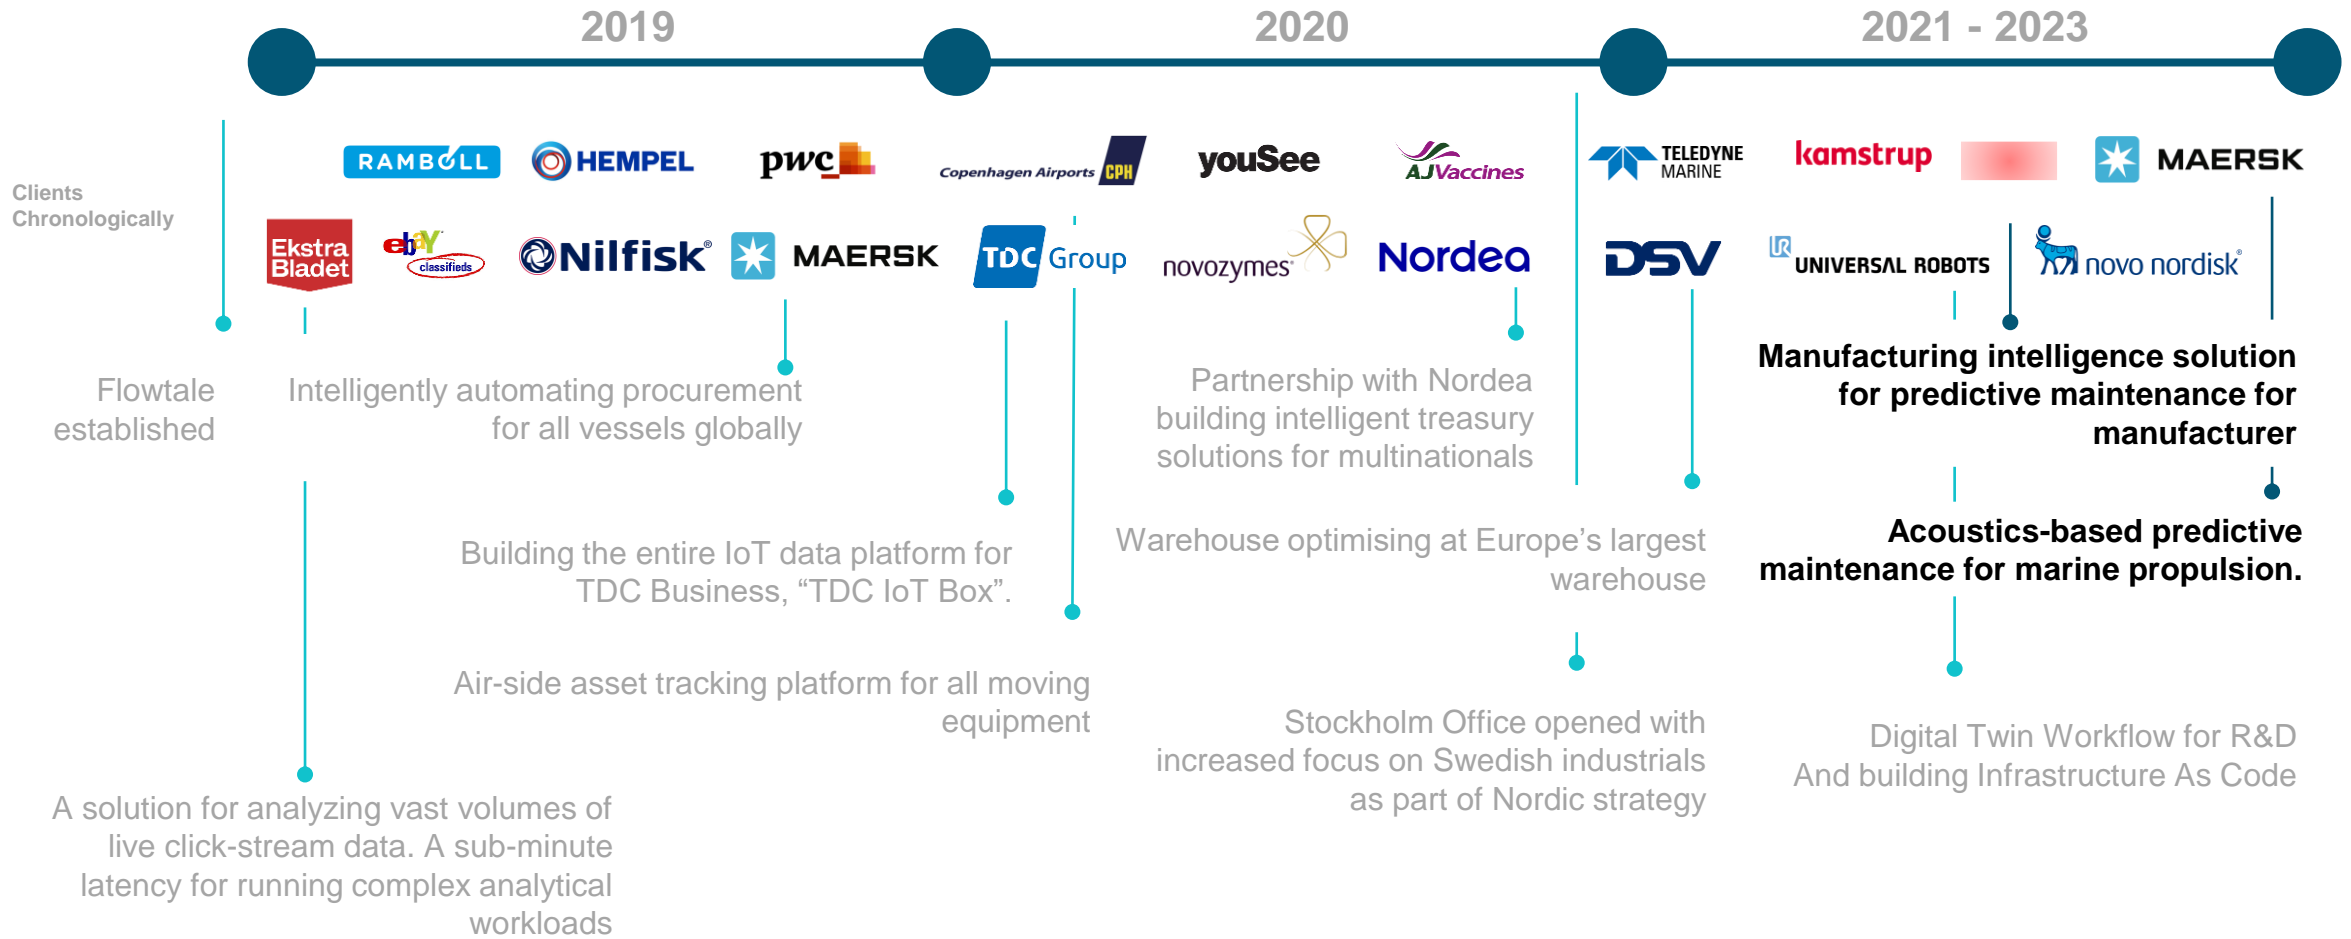 2019
2020
2021 - 2023
Clients
Chronologically
RAMBOLL
HEMPEL
pwc
Copenhagen Airports CPH
youSee
AJVaccines
TELEDYNE
MARINE
kamstrup
MAERSK
Ekstra
Bladet
ebaY
classifieds
Nilfisk®
MAERSK
TDC Group
novozymes®
Nordea
DSV
UR
UNIVERSAL ROBOTS
novo nordisk®
Flowtale
established
Intelligently automating procurement
for all vessels globally
Partnership with Nordea
building intelligent treasury
solutions for multinationals
Manufacturing intelligence solution
for predictive maintenance for
manufacturer
Building the entire IoT data platform for
TDC Business, “TDC IoT Box”.
Warehouse optimising at Europe’s largest
warehouse
Acoustics-based predictive
maintenance for marine propulsion.
Air-side asset tracking platform for all moving
equipment
Stockholm Office opened with
increased focus on Swedish industrials
as part of Nordic strategy
Digital Twin Workflow for R&D
And building Infrastructure As Code
A solution for analyzing vast volumes of
live click-stream data. A sub-minute
latency for running complex analytical
workloads